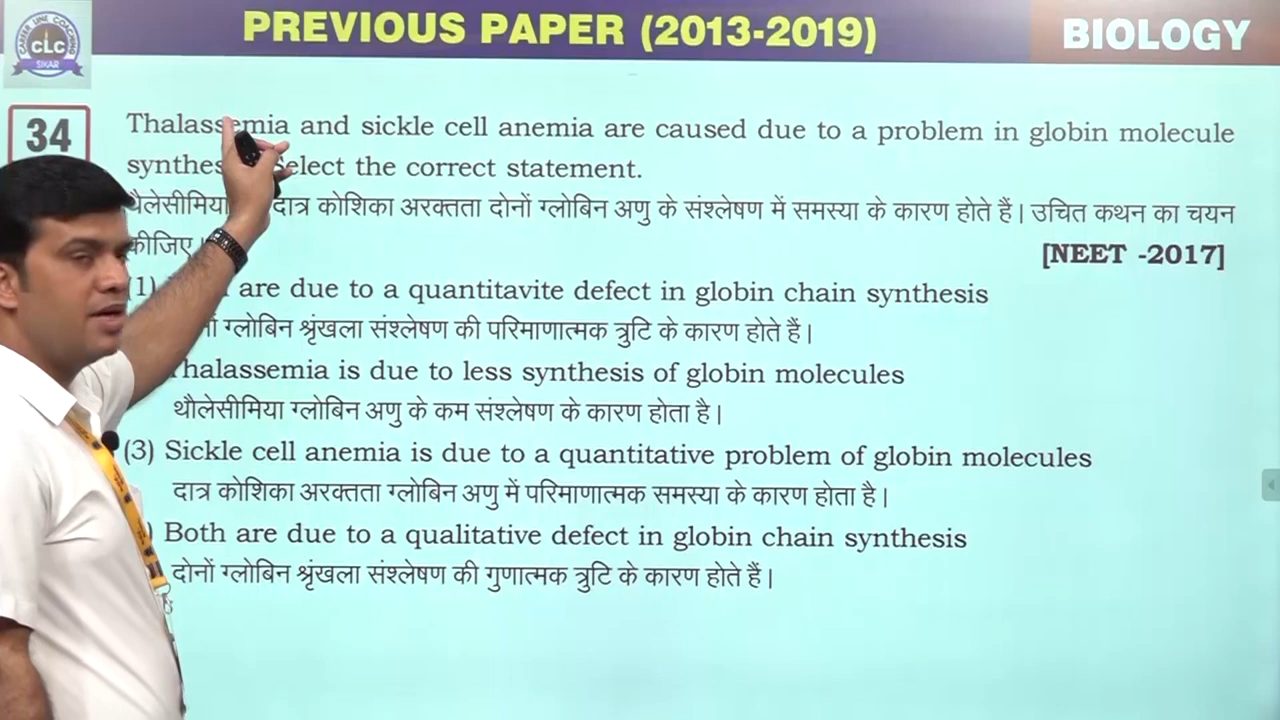 PREVIOUS PAPER (2013-2019)
BIOLOGY
CLC
SIKAR
34
Thalassemia and sickle cell anemia are caused due to a problem in globin molecule
synthes Select the correct statement.
थैलेसीमिया दात्र कोशिका अरक्तता दोनों ग्लोबिन अणु के संश्लेषण में समस्या के कारण होते हैं। उचित कथन का चयन
कीजिए।
[NEET -2017]
(1) are due to a quantitavite defect in globin chain synthesis
ग्लोबिन श्रृंखला संश्लेषण की परिमाणात्मक त्रुटि के कारण होते हैं।
Thalassemia is due to less synthesis of globin molecules
थौलेसीमिया ग्लोबिन अणु के कम संश्लेषण के कारण होता है।
(3) Sickle cell anemia is due to a quantitative problem of globin molecules
दात्र कोशिका अरक्तता ग्लोबिन अणु में परिमाणात्मक समस्या के कारण होता है।
) Both are due to a qualitative defect in globin chain synthesis
दोनों ग्लोबिन श्रृंखला संश्लेषण की गुणात्मक त्रुटि के कारण होते हैं।